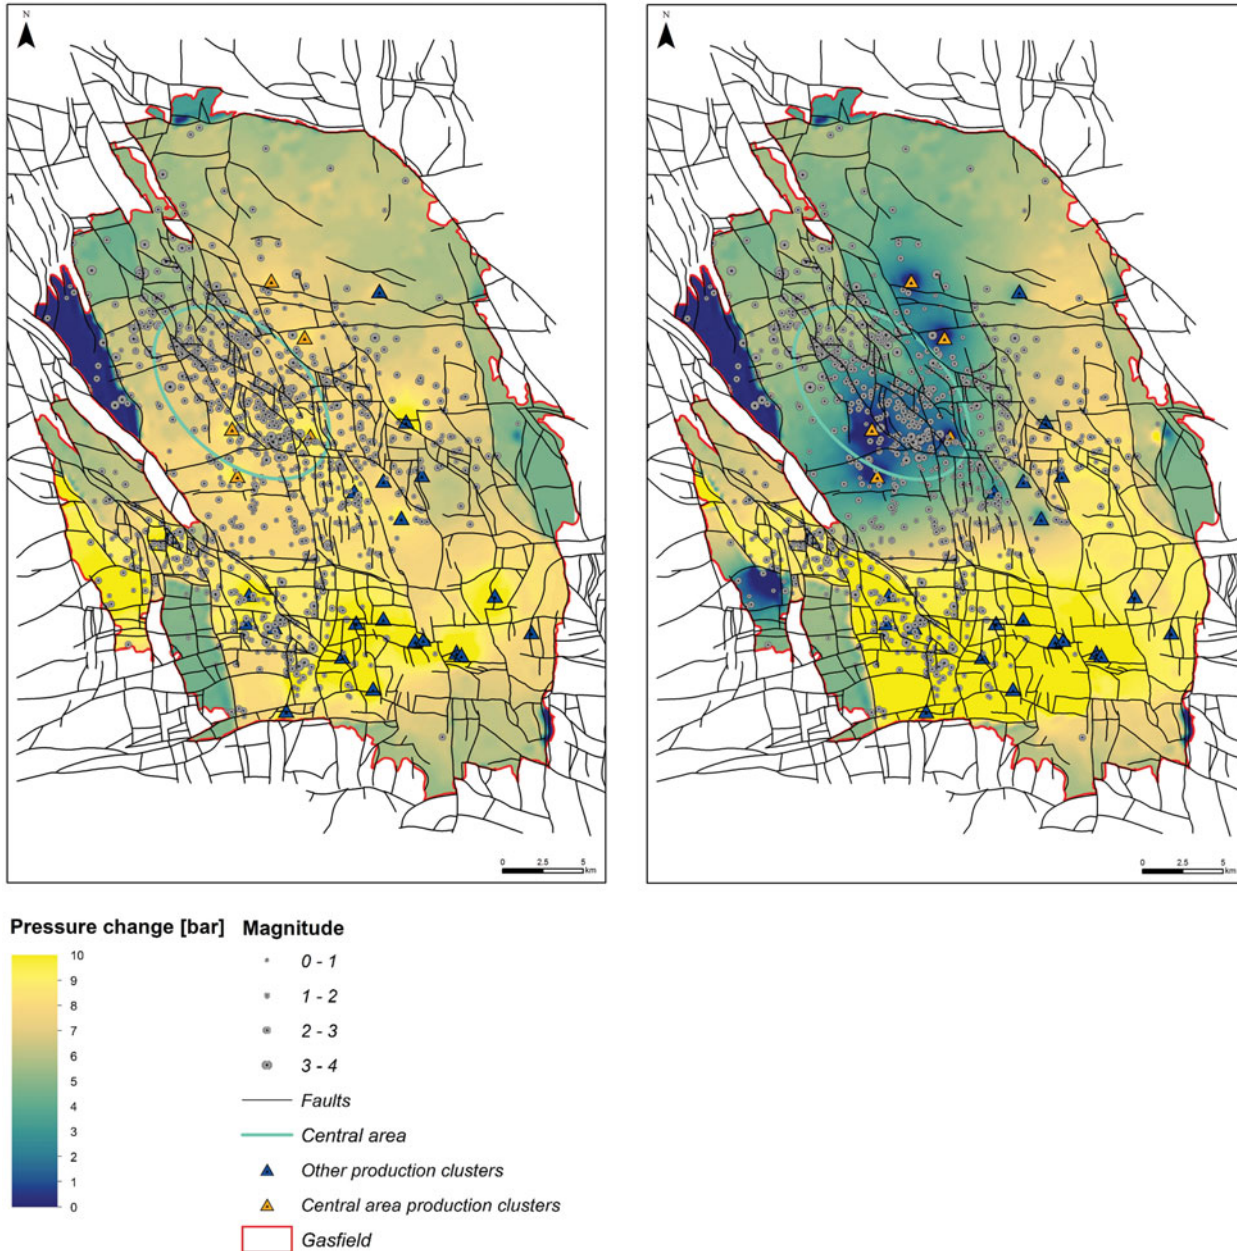 N
N
0 2.5 5
km
0 2.5 5
km
Pressure change [bar] Magnitude
10
9
8
7
6
5
4
3
2
1
0
0 - 1
1 - 2
2 - 3
3 - 4
Faults
Central area
Other production clusters
Central area production clusters
Gasfield